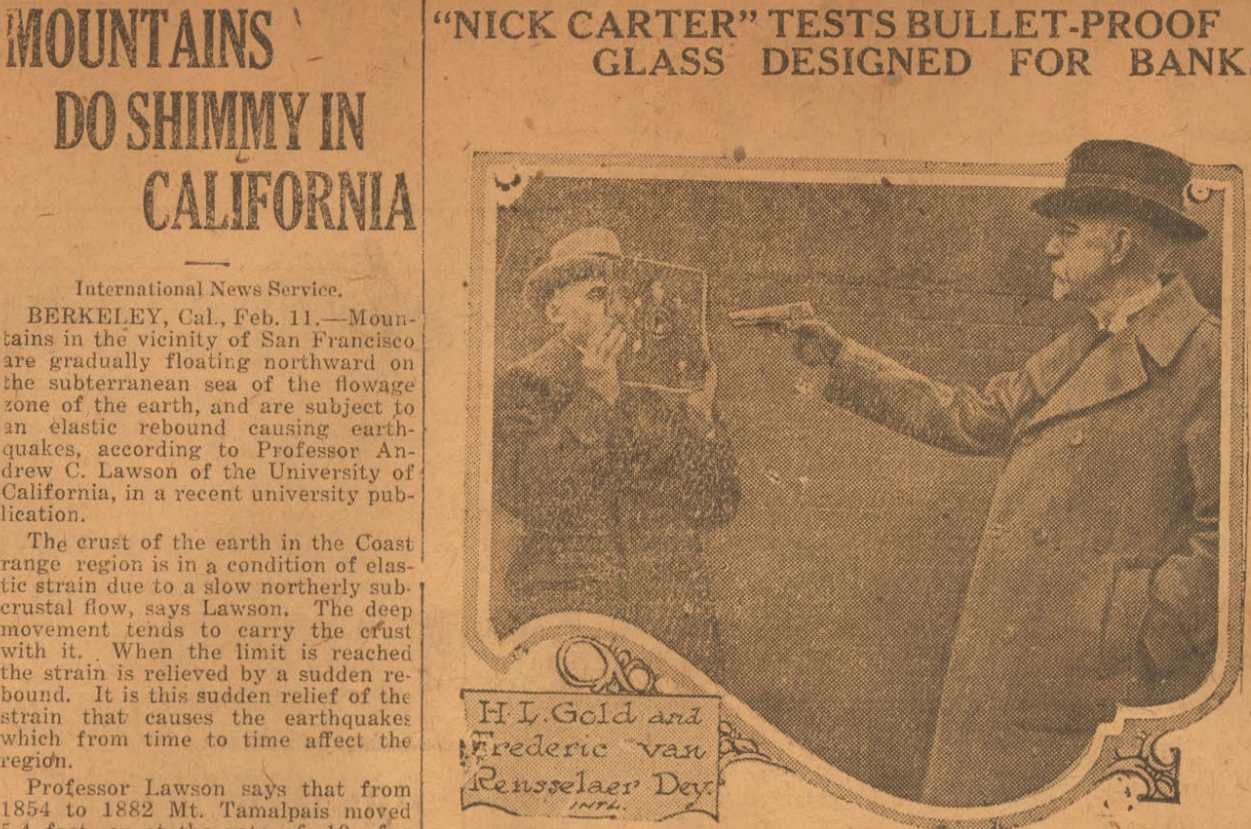 MOUNTAINS
DO SHIMMY IN
CALIFORNIA
International News Service.
BERKELEY, Cal., Feb. 11.—Moun-
tains in the vicinity of San Francisco
are gradually floating northward on
the subterranean sea of the flowage
zone of the earth, and are subject to
an elastic rebound causing earth-
quakes, according to Professor An-
drew C. Lawson of the University of
California, in a recent university pub-
lication.
The crust of the earth in the Coast
range region is in a condition of elas-
tic strain due to a slow northerly sub-
crustal flow, says Lawson. The deep
movement tends to carry the crust
with it. When the limit is reached
the strain is relieved by a sudden re-
bound. It is this sudden relief of the
strain that causes the earthquakes
which from time to time affect the
region.
Professor Lawson says that from
1854 to 1882 Mt. Tamalpais moved
"NICK CARTER" TESTS BULLET-PROOF
GLASS DESIGNED FOR BANK
H. L. Gold and
Frederic van
Rensselaer Dey.
INTL.